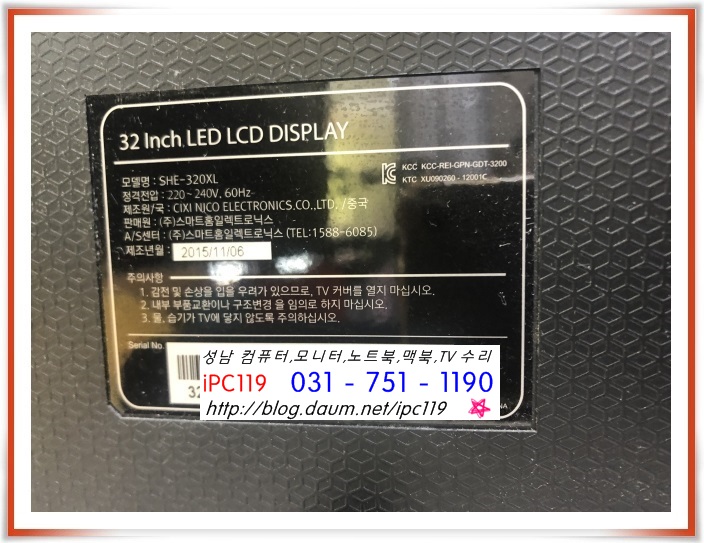 32 Inch LED LCD DISPLAY
모델명 : SHE-320XL
정격전압 : 220~240V, 60Hz
제조원/국 : CIXI NICO ELECTRONICS.CO.,LTD. /중국
판매원 : (주)스마트홈일렉트로닉스
A/S센터 : (주)스마트홈일렉트로닉스 (TEL:1588-6085)
제조년월 : 2015/11/06
KCC KCC-REI-GPN-GDT-3200
KTC XU090260 - 12001C
주의사항
1. 감전 및 손상을 입을 우려가 있으므로, TV 커버를 열지 마십시오.
2. 내부 부품교환이나 구조변경 을 임의로 하지 마십시오.
3. 물, 습기가 TV에 닿지 않도록 주의하십시오.
Serial No.
32
성남 컴퓨터,모니터,노트북,맥북,TV 수리
iPC119 031 - 751 - 1190
http://blog.daum.net/ipc119